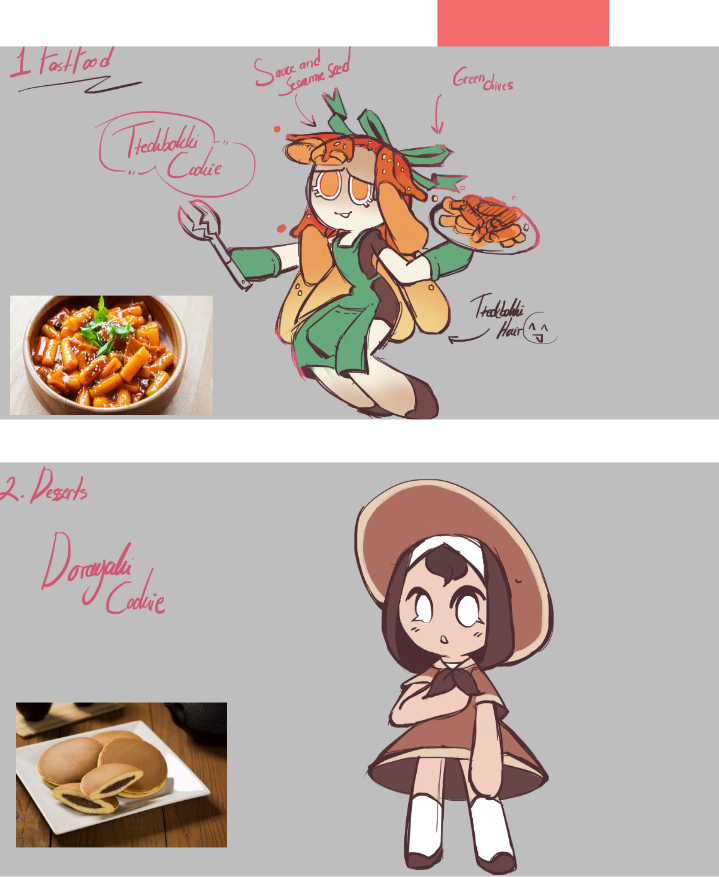 1 FastFood
Sauce and
Sesame Seed
Green
chives
Tteokbokki
Cookie
Tteokbokki
Hair
2. Desserts
Dorayaki
Cookie